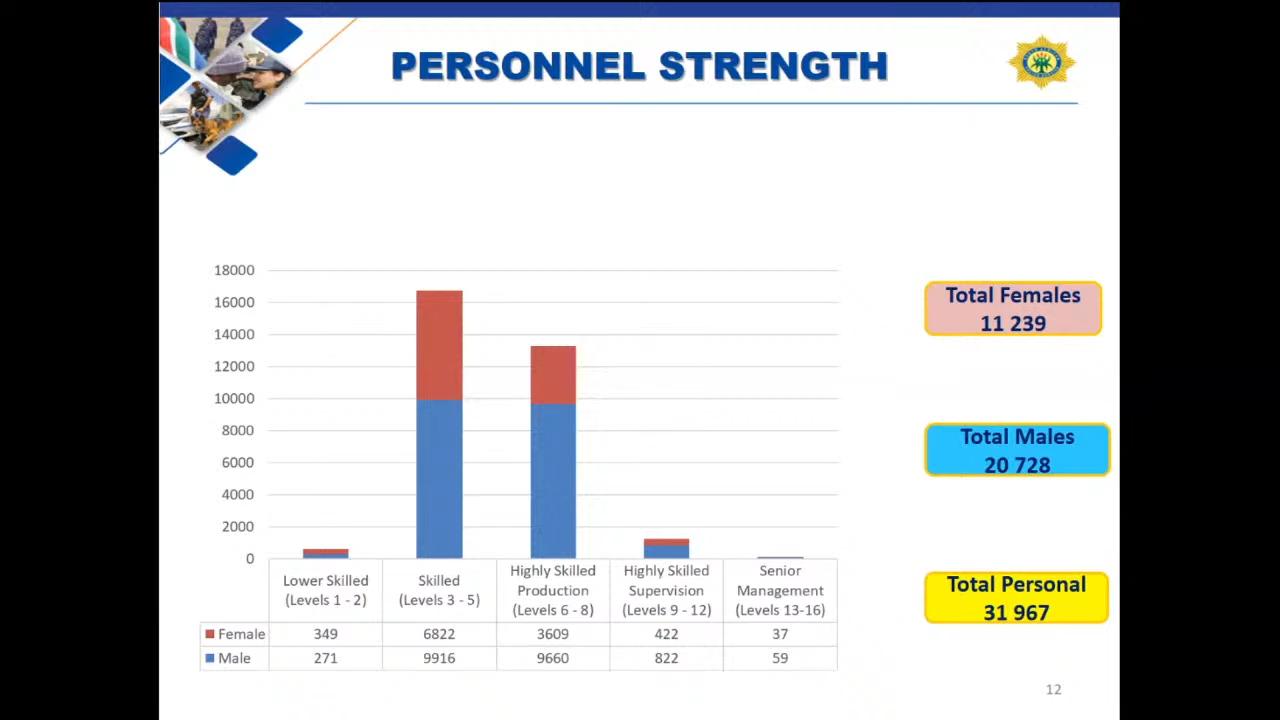 PERSONNEL STRENGTH
18000
16000
14000
12000
10000
8000
6000
4000
2000
0
Total Females
11 239
Total Males
20 728
Total Personal
31 967
Lower Skilled (Levels 1 - 2)
Skilled (Levels 3 - 5)
Highly Skilled Production (Levels 6 - 8)
Highly Skilled Supervision (Levels 9 - 12)
Senior Management (Levels 13-16)
Female 349 6822 3609 422 37
Male 271 9916 9660 822 59
12